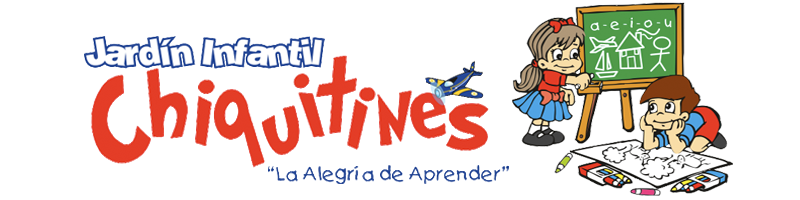 Jardín Infantil
Chiquitines
“La Alegría de Aprender”
a-e-i-o-u